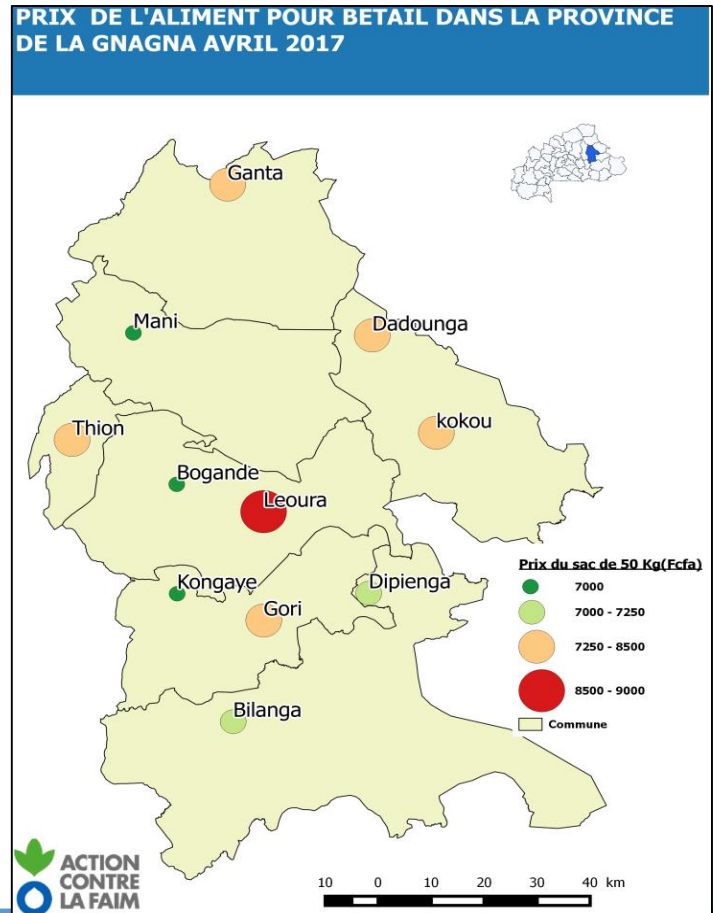 PRIX DE L'ALIMENT POUR BETAIL DANS LA PROVINCE
DE LA GNAGNA AVRIL 2017
Ganta
Mani
Dadounga
Thion
kokou
Bogande
Leoura
Kongaye
Gori
Dipienga
Bilanga
Prix du sac de 50 Kg(Fcfa)
7000
7000 - 7250
7250 - 8500
8500 - 9000
Commune
ACTION
CONTRE
LA FAIM
10 0 10 20 30 40 km